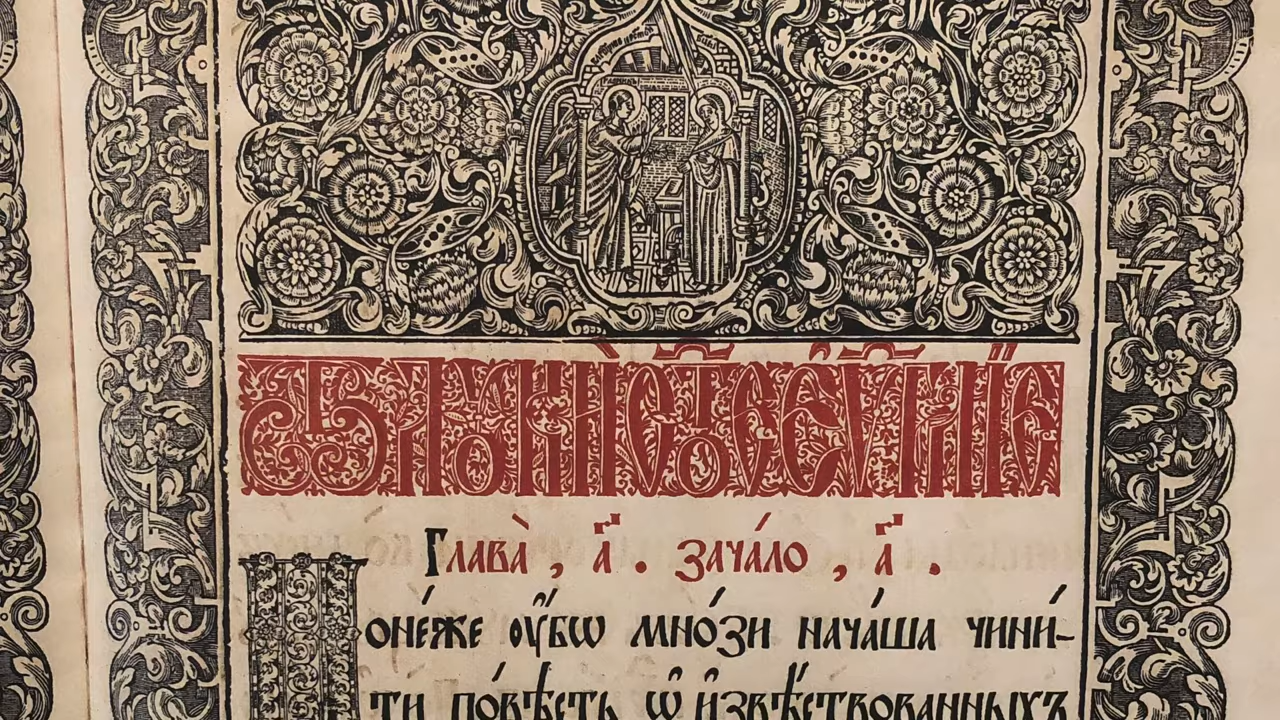 Глава̀ , а҃ . зача́ло , а҃ .
Поне́же ᲂу҆́бѡ мно́зи нача́ша чини́-
ти по́вѣсть ѡ҆ и҆звѣ́ствованныхъ